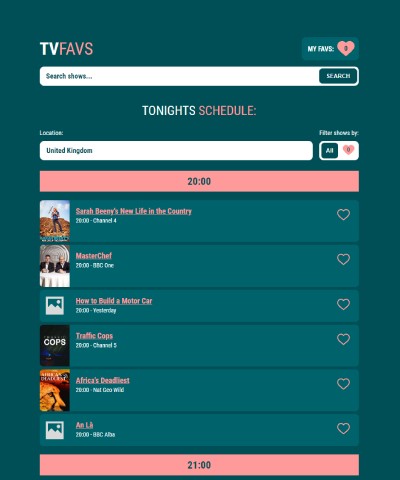 TVFAVS
MY FAVS: 0
Search shows...
SEARCH
TONIGHTS SCHEDULE:
Location:
Filter shows by:
United Kingdom
All
0
20:00
Sarah Beeny's New Life in the Country
20:00 - Channel 4
MasterChef
20:00 - BBC One
How to Build a Motor Car
20:00 - Yesterday
COPS
Traffic Cops
20:00 - Channel 5
AFRICA'S
DEADLIEST
Africa's Deadliest
20:00 - Nat Geo Wild
An Là
20:00 - BBC Alba
21:00